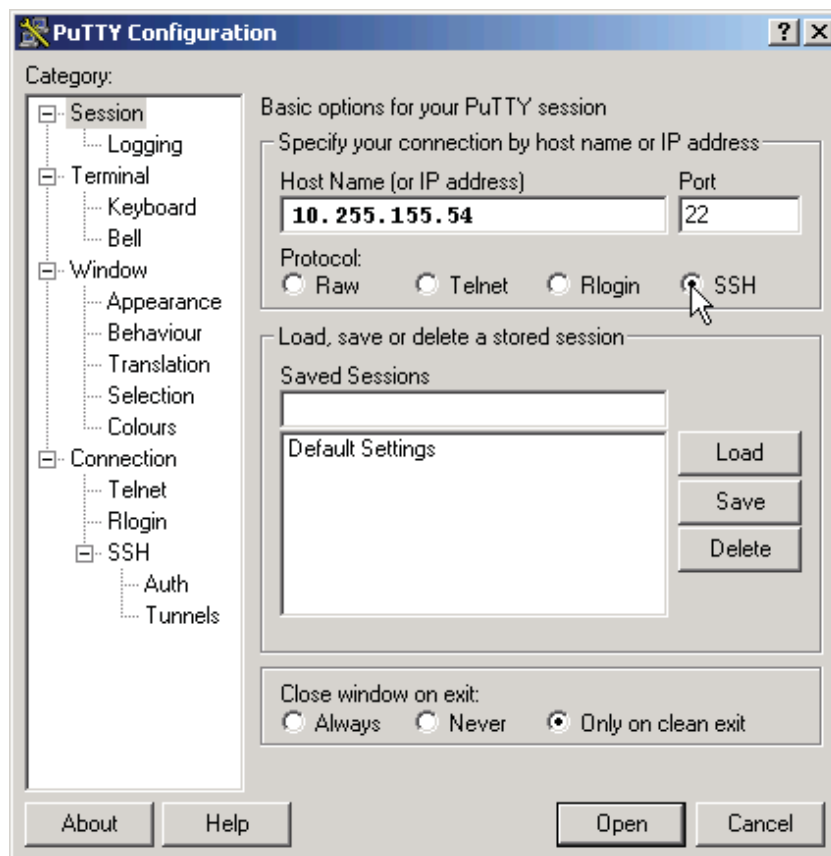 PuTTY Configuration
Category:
Session
Logging
Terminal
Keyboard
Bell
Window
Appearance
Behaviour
Translation
Selection
Colours
Connection
Telnet
Rlogin
SSH
Auth
Tunnels
Basic options for your PuTTY session
Specify your connection by host name or IP address
Host Name (or IP address) Port
10.255.155.54 22
Protocol:
Raw Telnet Rlogin SSH
Load, save or delete a stored session
Saved Sessions
Default Settings
Load
Save
Delete
Close window on exit:
Always Never Only on clean exit
About Help Open Cancel